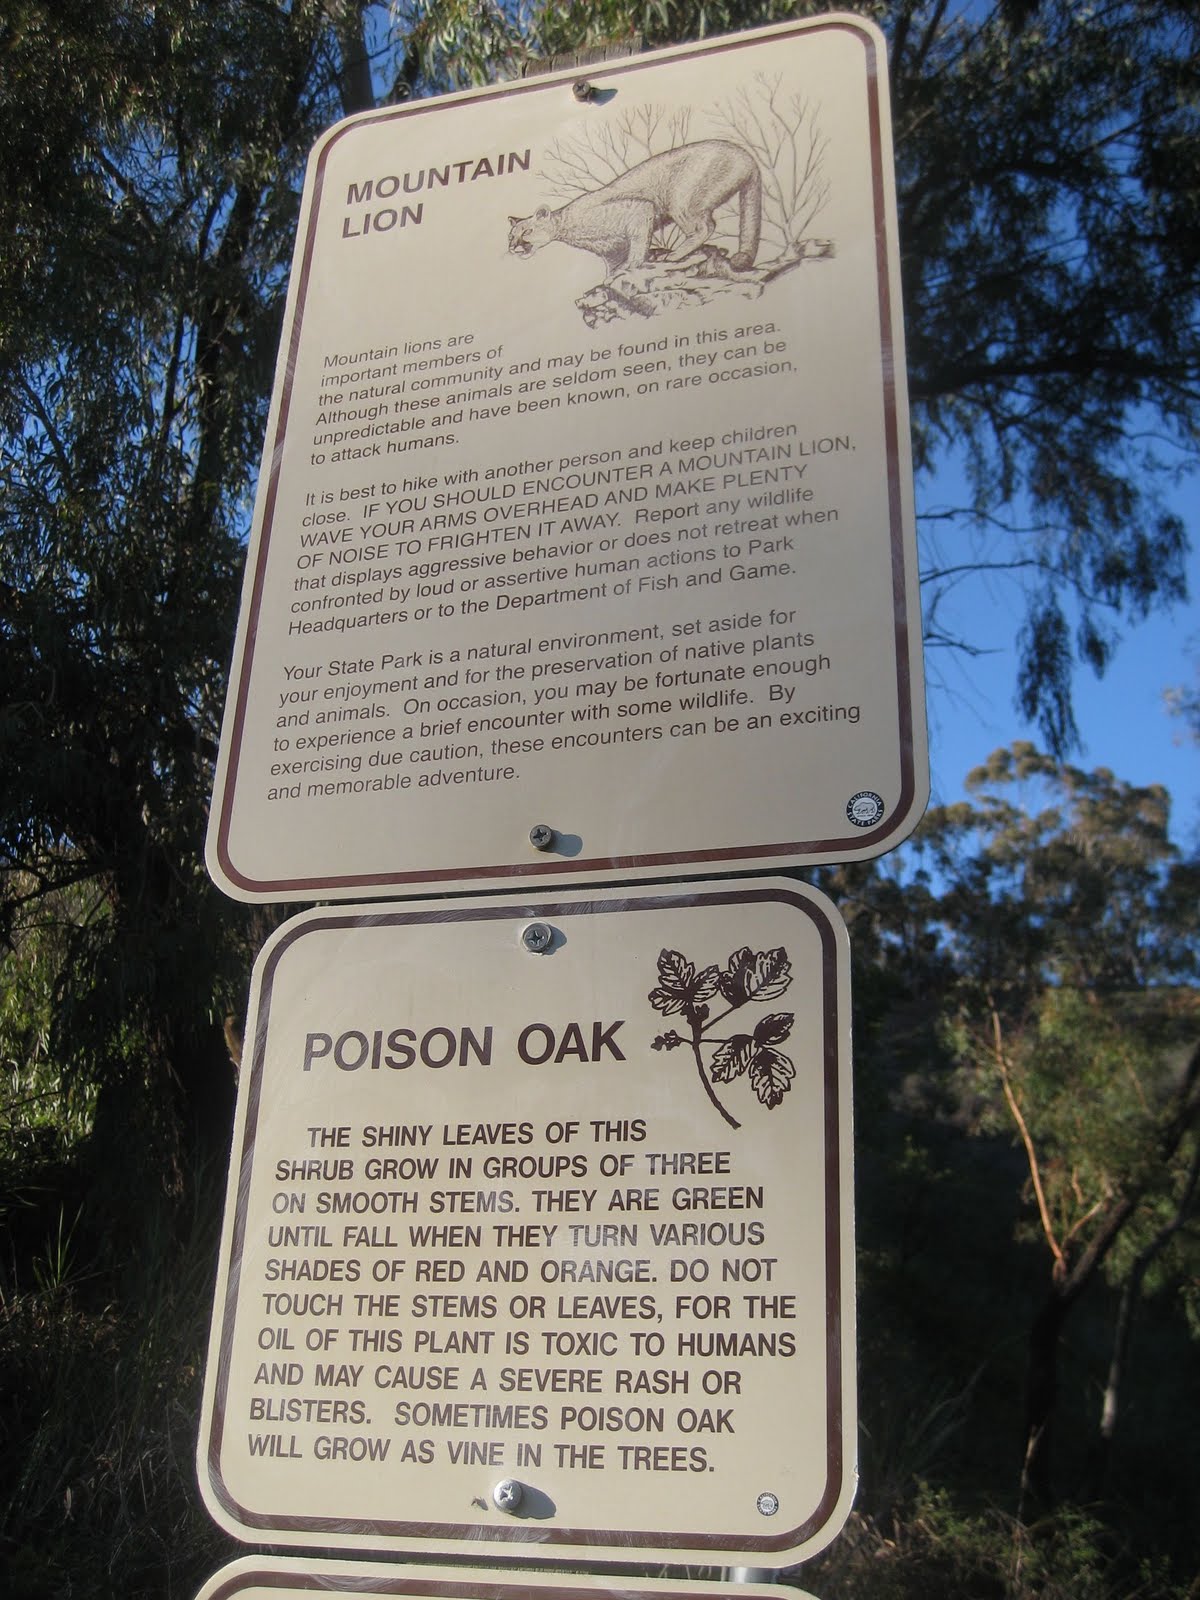 MOUNTAIN
LION
Mountain lions are
important members of
the natural community and may be found in this area.
Although these animals are seldom seen, they can be
unpredictable and have been known, on rare occasion,
to attack humans.
It is best to hike with another person and keep children
close. IF YOU SHOULD ENCOUNTER A MOUNTAIN LION,
WAVE YOUR ARMS OVERHEAD AND MAKE PLENTY
OF NOISE TO FRIGHTEN IT AWAY. Report any wildlife
that displays aggressive behavior or does not retreat when
confronted by loud or assertive human actions to Park
Headquarters or to the Department of Fish and Game.
Your State Park is a natural environment, set aside for
your enjoyment and for the preservation of native plants
and animals. On occasion, you may be fortunate enough
to experience a brief encounter with some wildlife. By
exercising due caution, these encounters can be an exciting
and memorable adventure.
CALIFORNIA
STATE PARKS
POISON OAK
THE SHINY LEAVES OF THIS
SHRUB GROW IN GROUPS OF THREE
ON SMOOTH STEMS. THEY ARE GREEN
UNTIL FALL WHEN THEY TURN VARIOUS
SHADES OF RED AND ORANGE. DO NOT
TOUCH THE STEMS OR LEAVES, FOR THE
OIL OF THIS PLANT IS TOXIC TO HUMANS
AND MAY CAUSE A SEVERE RASH OR
BLISTERS. SOMETIMES POISON OAK
WILL GROW AS VINE IN THE TREES.